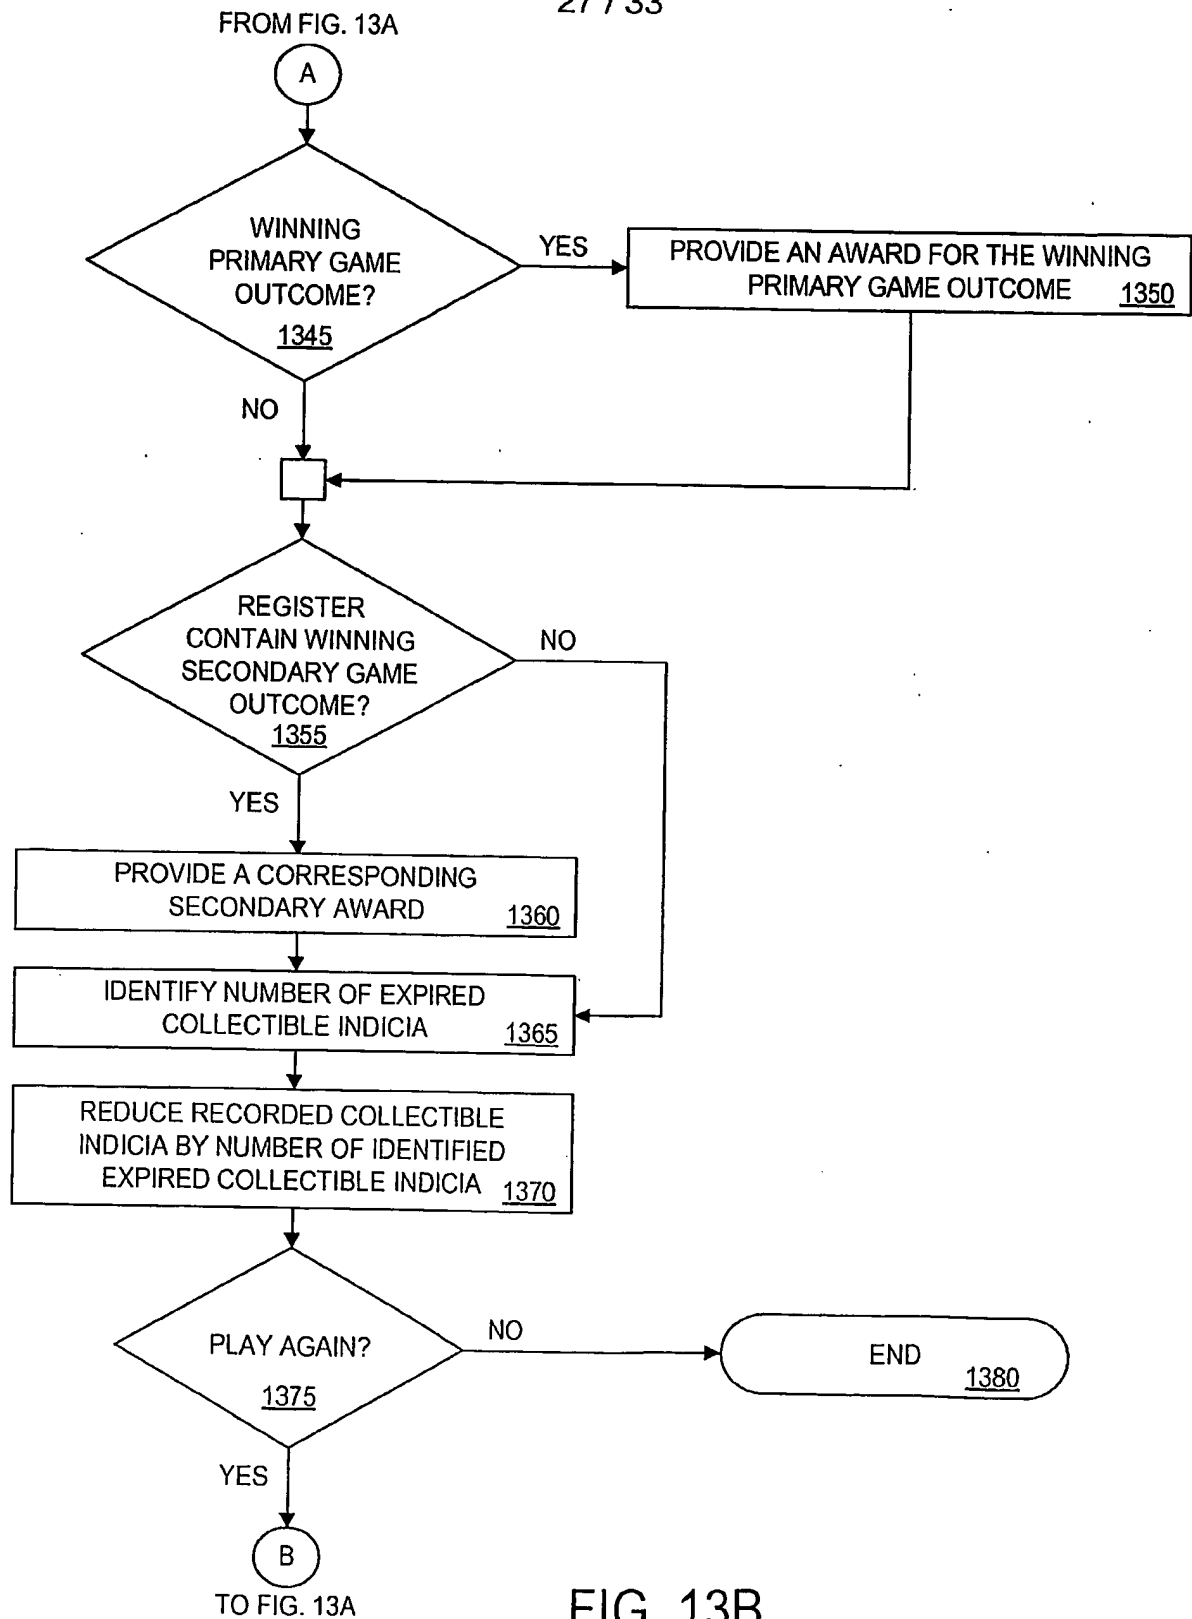 27 / 33
FROM FIG. 13A
A
WINNING
PRIMARY GAME
OUTCOME?
1345
YES
PROVIDE AN AWARD FOR THE WINNING
PRIMARY GAME OUTCOME 1350
NO
REGISTER
CONTAIN WINNING
SECONDARY GAME
OUTCOME?
1355
NO
YES
PROVIDE A CORRESPONDING
SECONDARY AWARD 1360
IDENTIFY NUMBER OF EXPIRED
COLLECTIBLE INDICIA 1365
REDUCE RECORDED COLLECTIBLE
INDICIA BY NUMBER OF IDENTIFIED
EXPIRED COLLECTIBLE INDICIA 1370
PLAY AGAIN?
1375
NO
END
1380
YES
B
TO FIG. 13A
FIG. 13B